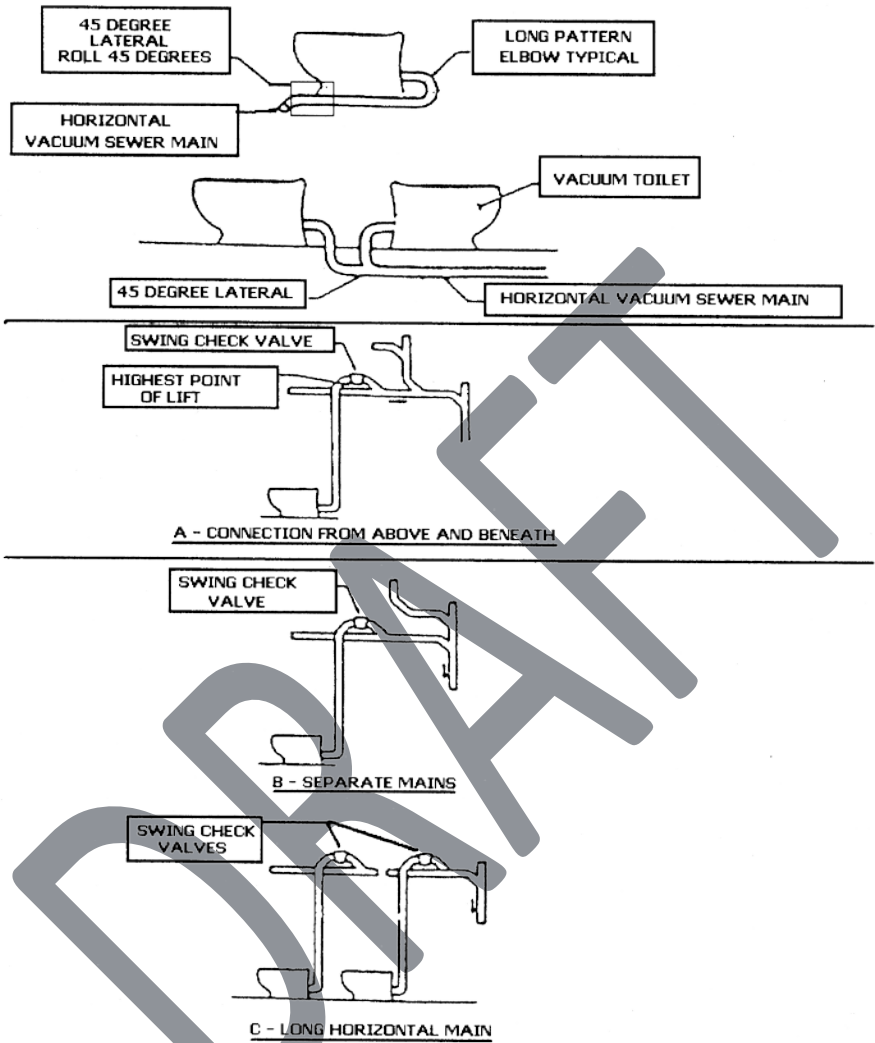 45 DEGREE
LATERAL
ROLL 45 DEGREES
LONG PATTERN
ELBOW TYPICAL
HORIZONTAL
VACUUM SEWER MAIN
VACUUM TOILET
45 DEGREE LATERAL
HORIZONTAL VACUUM SEWER MAIN
SWING CHECK VALVE
HIGHEST POINT
OF LIFT
A - CONNECTION FROM ABOVE AND BENEATH
SWING CHECK
VALVE
B - SEPARATE MAINS
SWING CHECK
VALVES
C - LONG HORIZONTAL MAIN
DRAFT